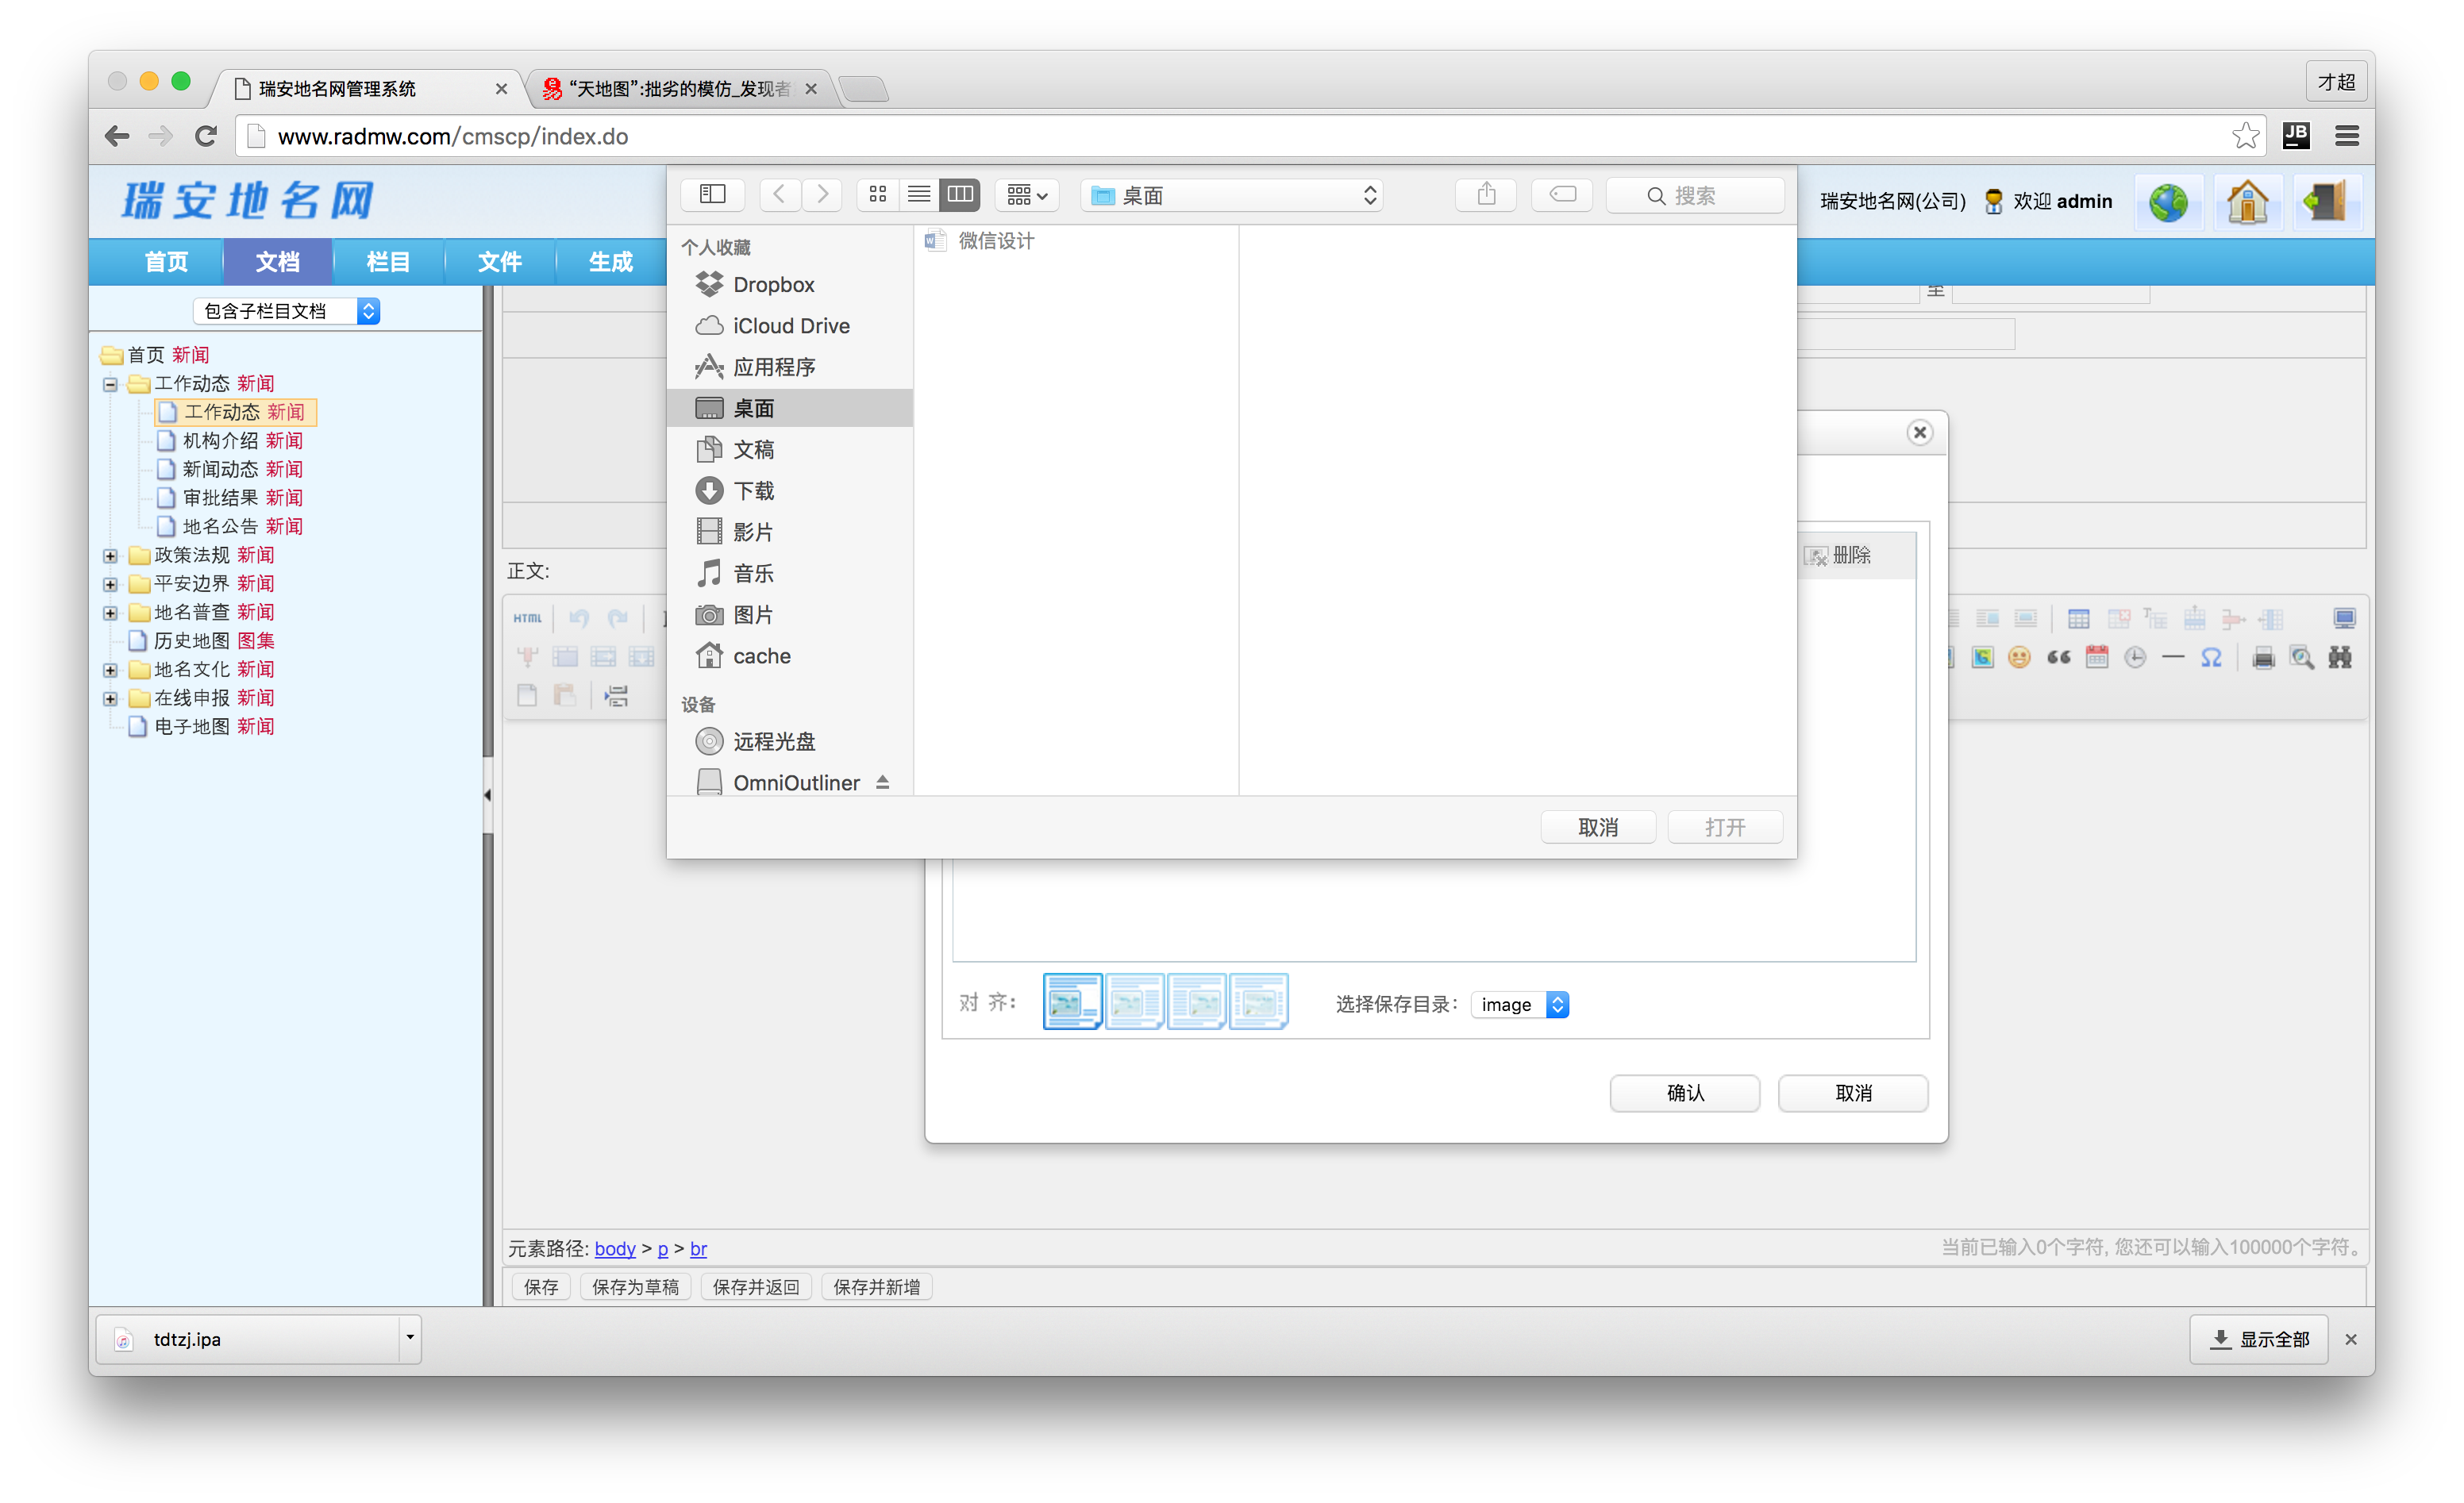 瑞安地名网管理系统
“天地图”:拙劣的模仿_发现者
才超
www.radmw.com/cmscp/index.do
JB
瑞安地名网
瑞安地名网(公司) 欢迎 admin
首页 文档 栏目 文件 生成
桌面
搜索
包含子栏目文档
首页 新闻
工作动态 新闻
工作动态 新闻
机构介绍 新闻
新闻动态 新闻
审批结果 新闻
地名公告 新闻
政策法规 新闻
平安边界 新闻
地名普查 新闻
历史地图 图集
地名文化 新闻
在线申报 新闻
电子地图 新闻
个人收藏
Dropbox
iCloud Drive
应用程序
桌面
文稿
下载
影片
音乐
图片
cache
设备
远程光盘
OmniOutliner
微信设计
取消 打开
至
删除
正文:
HTML
对 齐:
选择保存目录: image
确认 取消
元素路径: body > p > br
当前已输入0个字符, 您还可以输入100000个字符。
保存 保存为草稿 保存并返回 保存并新增
tdtzj.ipa
显示全部